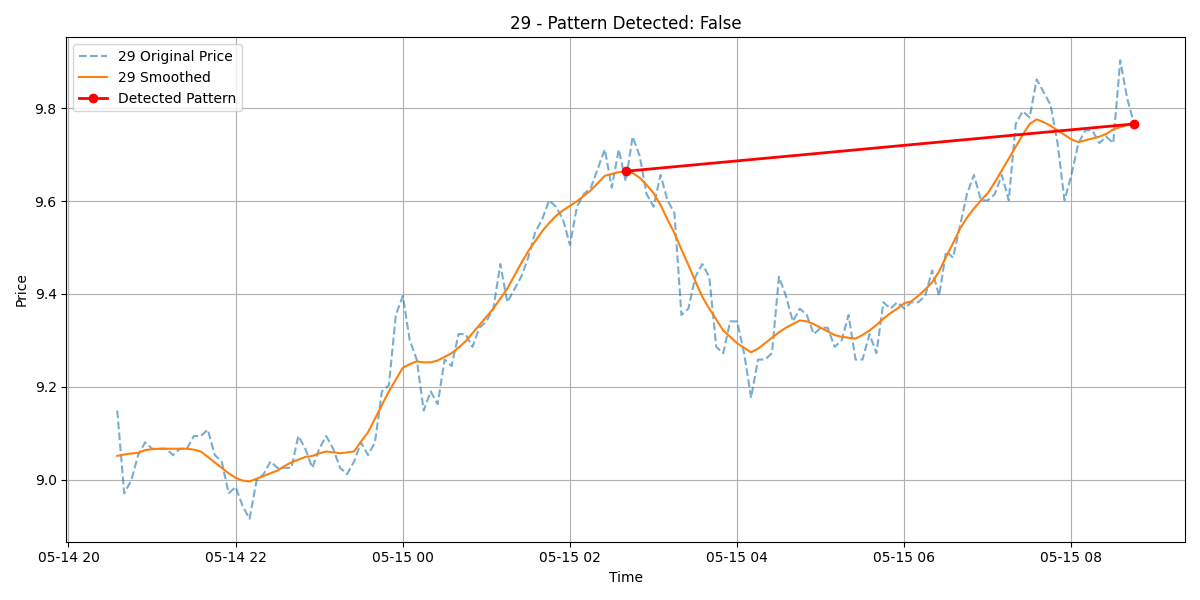 29 - Pattern Detected: False
29 Original Price
29 Smoothed
Detected Pattern
Price
9.8
9.6
9.4
9.2
9.0
05-14 20
05-14 22
05-15 00
05-15 02
05-15 04
05-15 06
05-15 08
Time